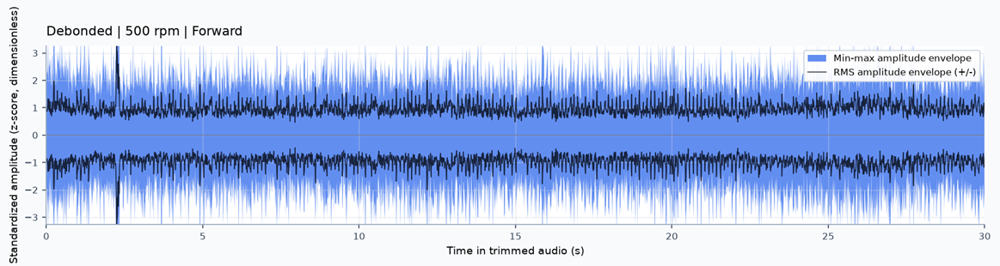 Debonded | 500 rpm | Forward
Standardized amplitude (z-score, dimensionless)
3
2
1
0
−1
−2
−3
Min-max amplitude envelope
RMS amplitude envelope (+/-)
0 5 10 15 20 25 30
Time in trimmed audio (s)